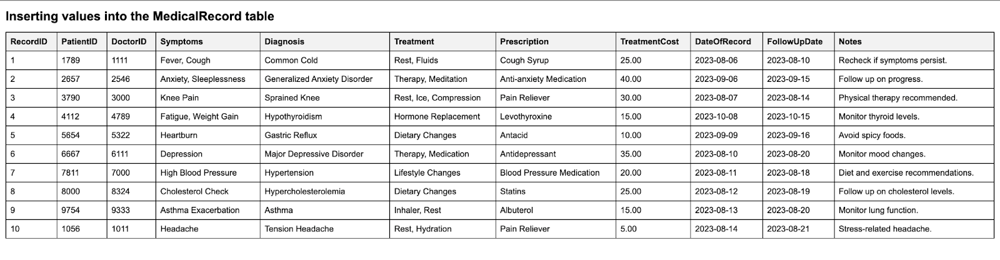 Inserting values into the MedicalRecord table
RecordID PatientID DoctorID Symptoms Diagnosis Treatment Prescription TreatmentCost DateOfRecord FollowUpDate Notes
1 1789 1111 Fever, Cough Common Cold Rest, Fluids Cough Syrup 25.00 2023-08-06 2023-08-10 Recheck if symptoms persist.
2 2657 2546 Anxiety, Sleeplessness Generalized Anxiety Disorder Therapy, Meditation Anti-anxiety Medication 40.00 2023-09-06 2023-09-15 Follow up on progress.
3 3790 3000 Knee Pain Sprained Knee Rest, Ice, Compression Pain Reliever 30.00 2023-08-07 2023-08-14 Physical therapy recommended.
4 4112 4789 Fatigue, Weight Gain Hypothyroidism Hormone Replacement Levothyroxine 15.00 2023-10-08 2023-10-15 Monitor thyroid levels.
5 5654 5322 Heartburn Gastric Reflux Dietary Changes Antacid 10.00 2023-09-09 2023-09-16 Avoid spicy foods.
6 6667 6111 Depression Major Depressive Disorder Therapy, Medication Antidepressant 35.00 2023-08-10 2023-08-20 Monitor mood changes.
7 7811 7000 High Blood Pressure Hypertension Lifestyle Changes Blood Pressure Medication 20.00 2023-08-11 2023-08-18 Diet and exercise recommendations.
8 8000 8324 Cholesterol Check Hypercholesterolemia Dietary Changes Statins 25.00 2023-08-12 2023-08-19 Follow up on cholesterol levels.
9 9754 9333 Asthma Exacerbation Asthma Inhaler, Rest Albuterol 15.00 2023-08-13 2023-08-20 Monitor lung function.
10 1056 1011 Headache Tension Headache Rest, Hydration Pain Reliever 5.00 2023-08-14 2023-08-21 Stress-related headache.